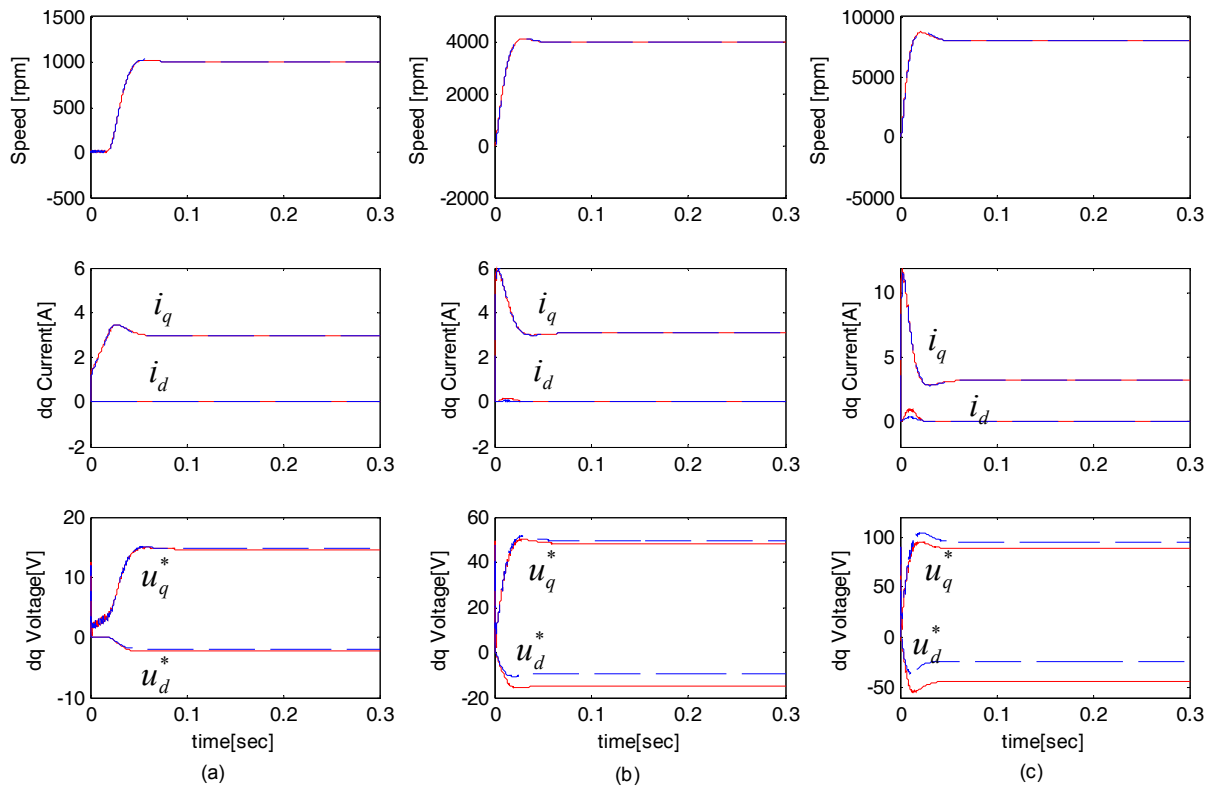 1500
1000
500
0
-500
Speed [rpm]
0 0.1 0.2 0.3
4000
2000
0
-2000
Speed [rpm]
0 0.1 0.2 0.3
10000
5000
0
-5000
Speed [rpm]
0 0.1 0.2 0.3
6
4
2
0
-2
dq Current[A]
i_q
i_d
0 0.1 0.2 0.3
6
4
2
0
-2
dq Current[A]
i_q
i_d
0 0.1 0.2 0.3
10
5
0
dq Current[A]
i_q
i_d
0 0.1 0.2 0.3
20
10
0
-10
dq Voltage[V]
u_q^*
u_d^*
0 0.1 0.2 0.3
time[sec]
(a)
60
40
20
0
-20
dq Voltage[V]
u_q^*
u_d^*
0 0.1 0.2 0.3
time[sec]
(b)
100
50
0
-50
dq Voltage[V]
u_q^*
u_d^*
0 0.1 0.2 0.3
time[sec]
(c)